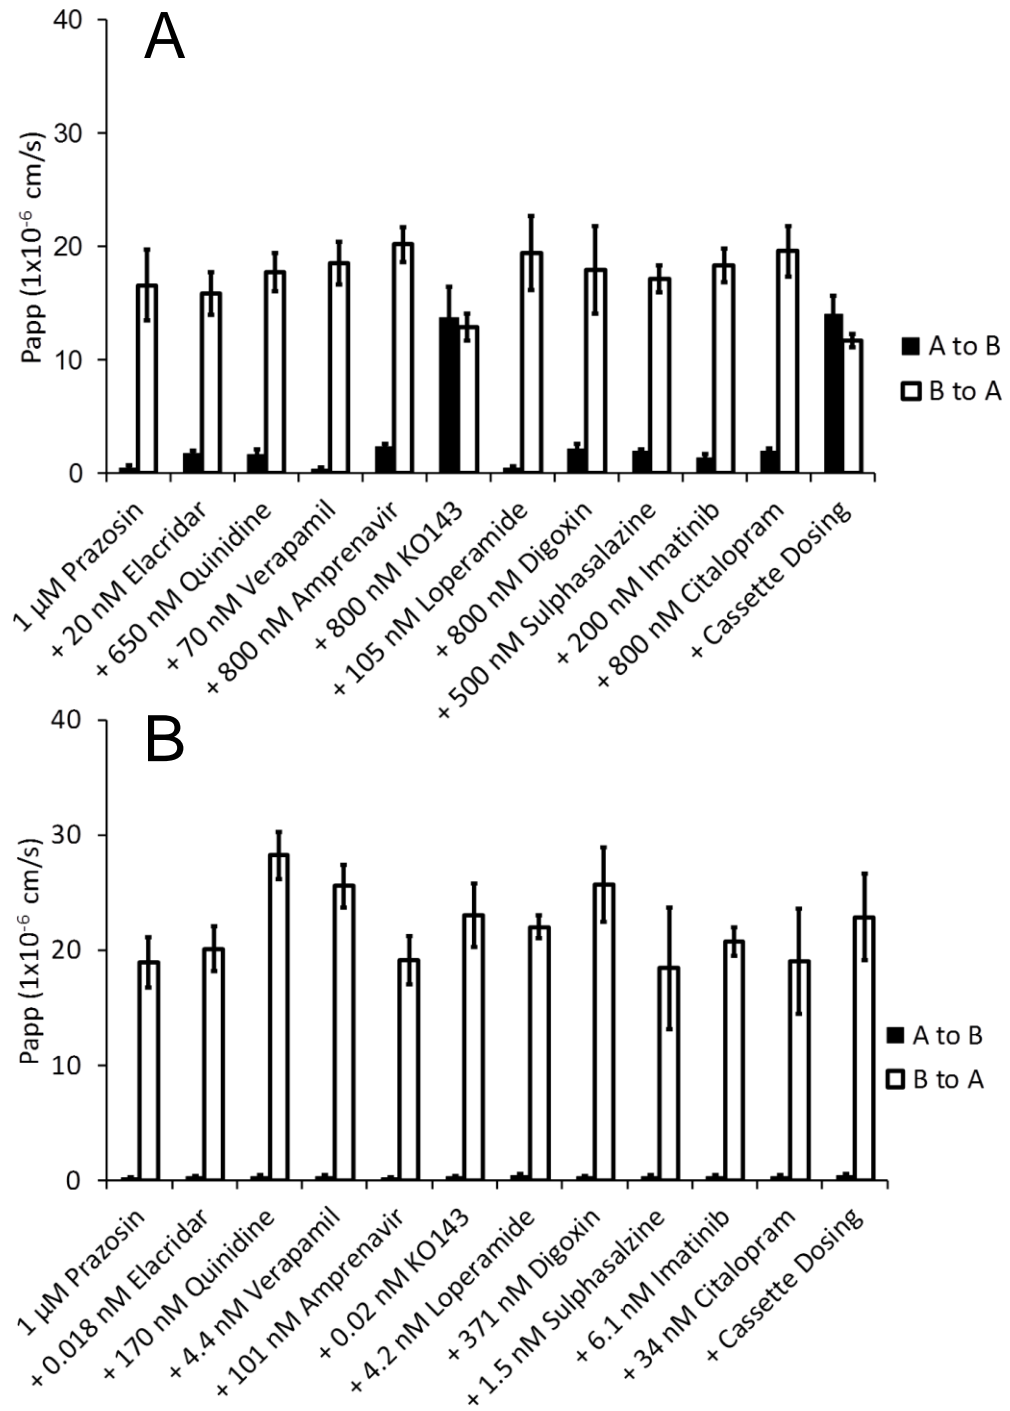 A
40
30
20
10
0
Papp (1x10-6 cm/s)
A to B
B to A
1 µM Prazosin
+ 20 nM Elacridar
+ 650 nM Quinidine
+ 70 nM Verapamil
+ 800 nM Amprenavir
+ 800 nM KO143
+ 105 nM Loperamide
+ 800 nM Digoxin
+ 500 nM Sulphasalazine
+ 200 nM Imatinib
+ 800 nM Citalopram
+ Cassette Dosing
B
40
30
20
10
0
Papp (1x10-6 cm/s)
A to B
B to A
1 µM Prazosin
+ 0.018 nM Elacridar
+ 170 nM Quinidine
+ 4.4 nM Verapamil
+ 101 nM Amprenavir
+ 0.02 nM KO143
+ 4.2 nM Loperamide
+ 371 nM Digoxin
+ 1.5 nM Sulphasalzine
+ 6.1 nM Imatinib
+ 34 nM Citalopram
+ Cassette Dosing